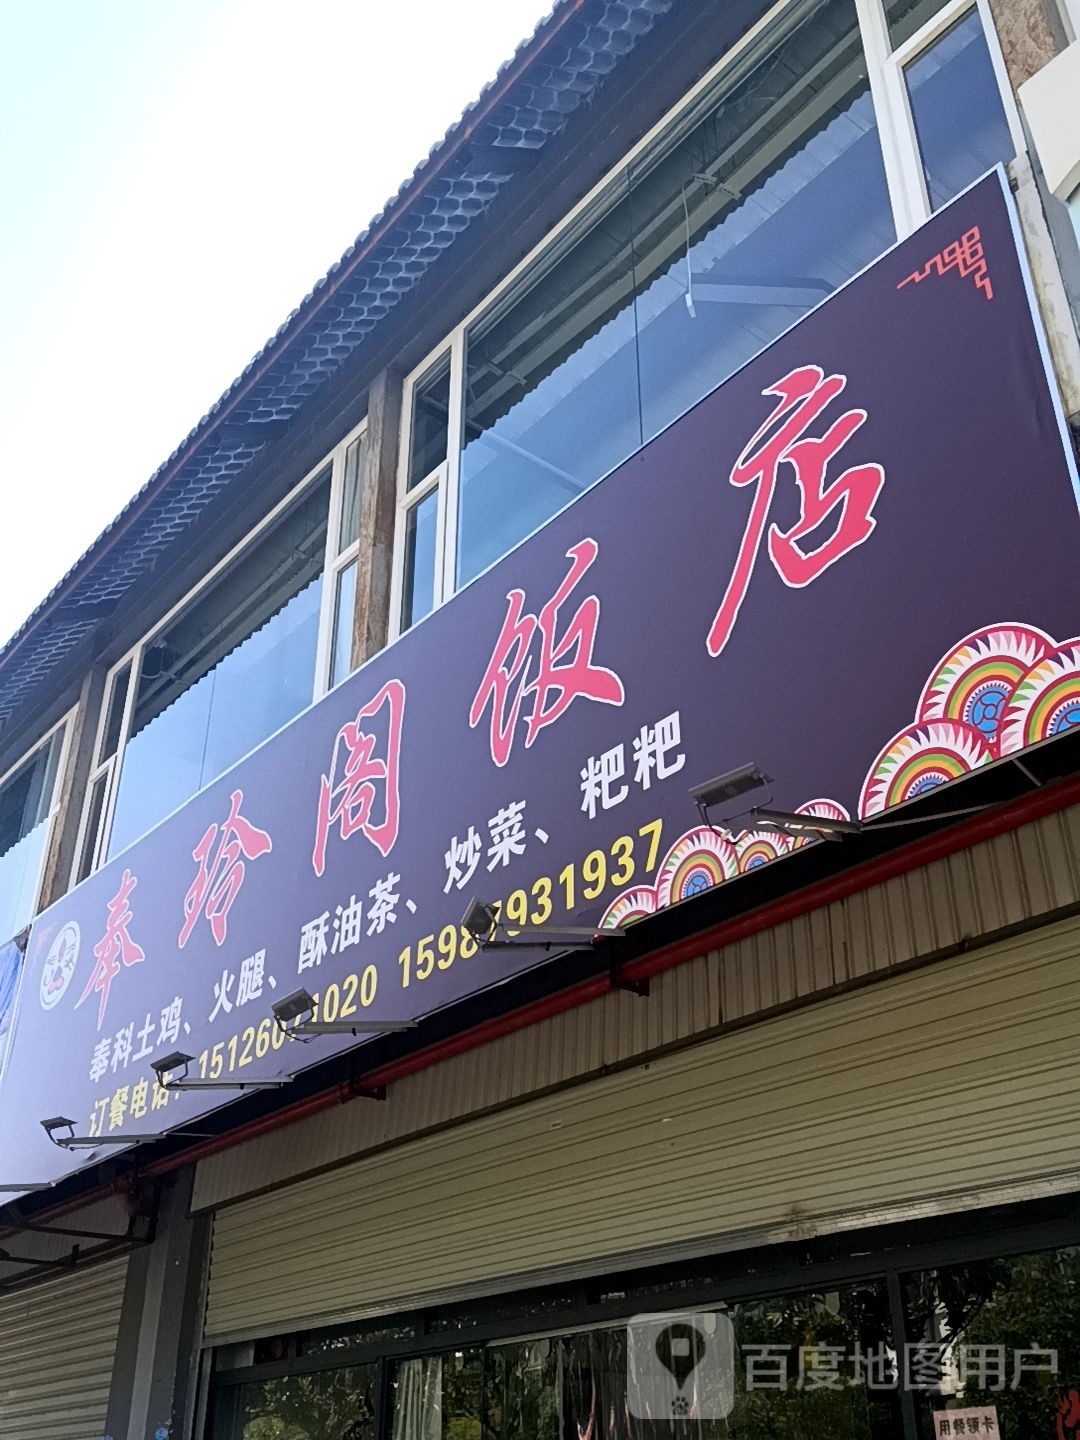 奉玲阁饭店
奉科土鸡、火腿、酥油茶、炒菜、粑粑
订餐电话：
百度地图用户
用餐领卡